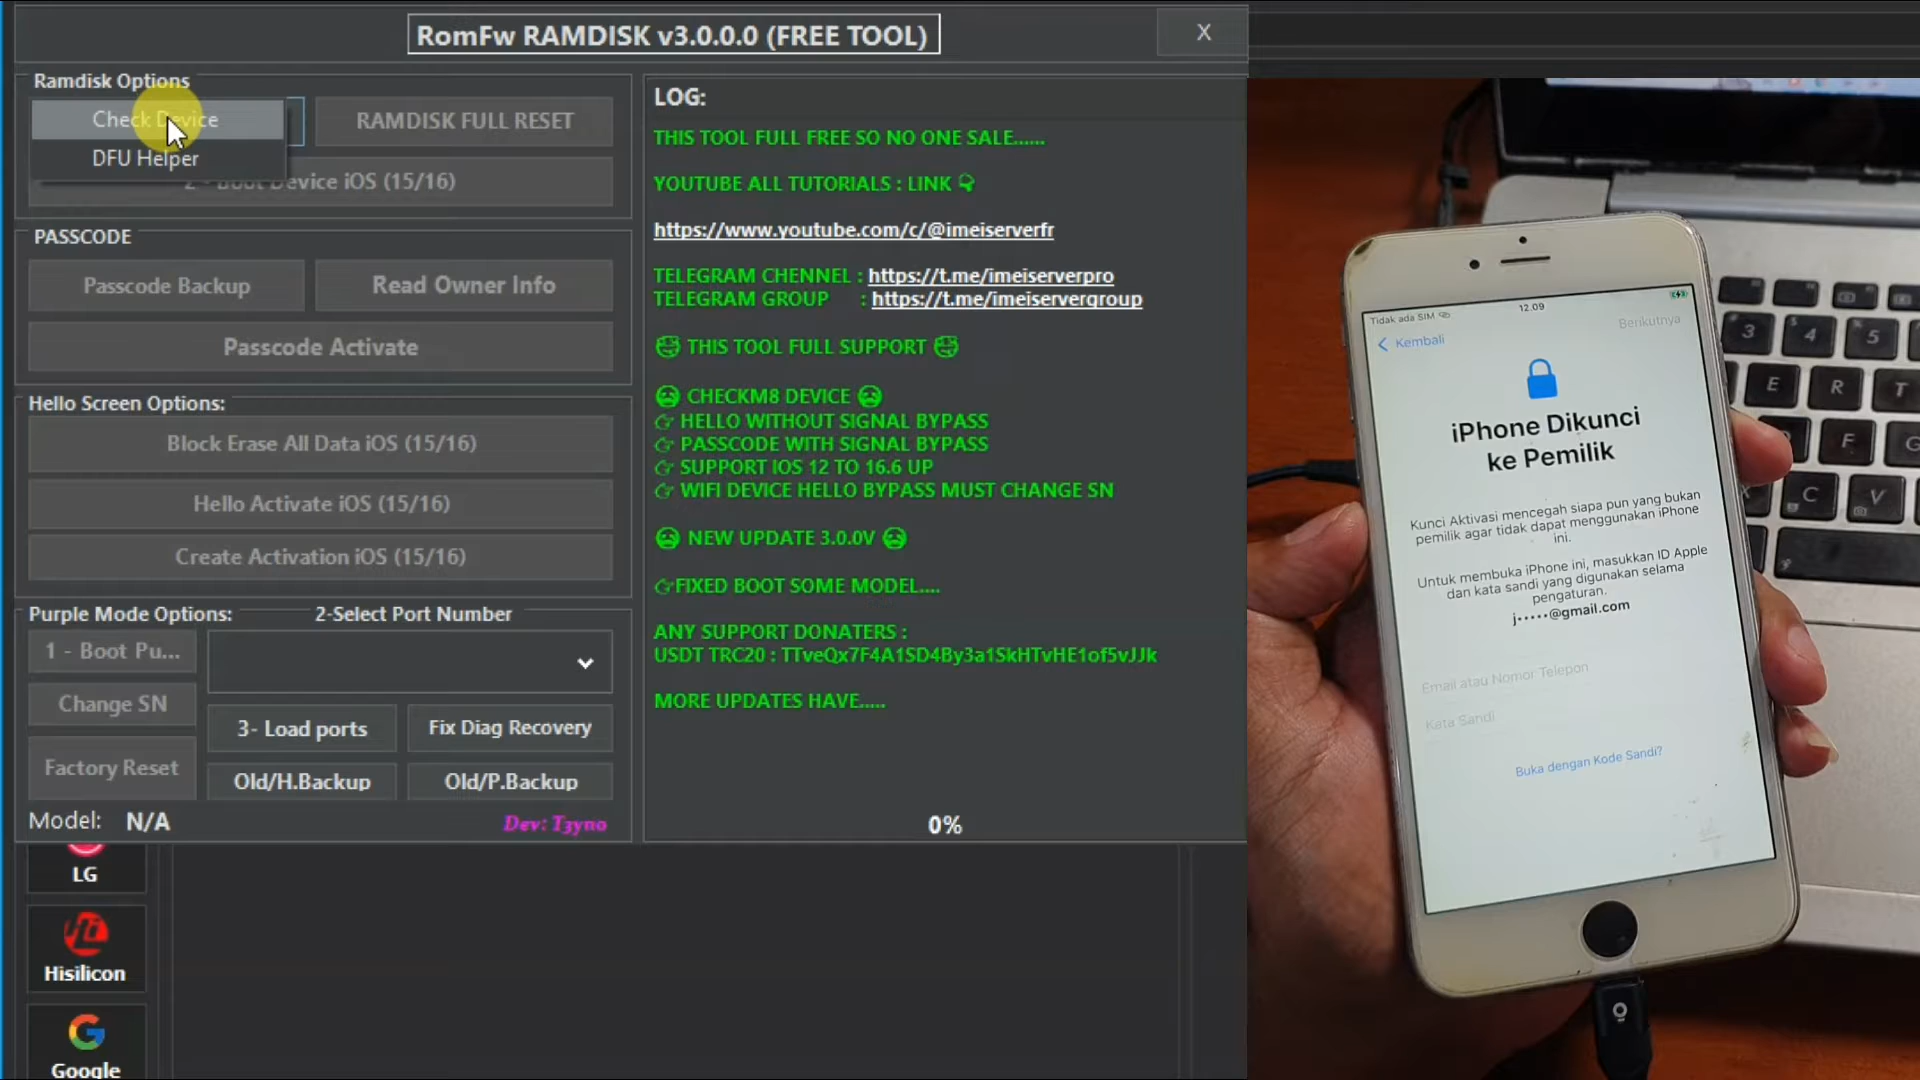 RomFw RAMDISK v3.0.0.0 (FREE TOOL)
X
Ramdisk Options
Check Device
DFU Helper
RAMDISK FULL RESET
2 - Boot Device iOS (15/16)
PASSCODE
Passcode Backup
Read Owner Info
Passcode Activate
Hello Screen Options:
Block Erase All Data iOS (15/16)
Hello Activate iOS (15/16)
Create Activation iOS (15/16)
Purple Mode Options:
2-Select Port Number
1 - Boot Pu...
Change SN
3- Load ports
Fix Diag Recovery
Factory Reset
Old/H.Backup
Old/P.Backup
Model: N/A
Dev: T3yno
LG
Hisilicon
Google
LOG:
THIS TOOL FULL FREE SO NO ONE SALE......
YOUTUBE ALL TUTORIALS : LINK
https://www.youtube.com/c/@imeiserverfr
TELEGRAM CHENNEL : https://t.me/imeiserverpro
TELEGRAM GROUP : https://t.me/imeiservergroup
THIS TOOL FULL SUPPORT
CHECKM8 DEVICE
HELLO WITHOUT SIGNAL BYPASS
PASSCODE WITH SIGNAL BYPASS
SUPPORT IOS 12 TO 16.6 UP
WIFI DEVICE HELLO BYPASS MUST CHANGE SN
NEW UPDATE 3.0.0V
FIXED BOOT SOME MODEL....
ANY SUPPORT DONATERS :
USDT TRC20 : TTveQx7F4A1SD4By3a1SkHTvHE1of5vJJk
MORE UPDATES HAVE.....
0%
Tidak ada SIM
12.09
Kembali
Berikutnya
iPhone Dikunci
ke Pemilik
Kunci Aktivasi mencegah siapa pun yang bukan
pemilik agar tidak dapat menggunakan iPhone
ini.
Untuk membuka iPhone ini, masukkan ID Apple
dan kata sandi yang digunakan selama
pengaturan.
j•••••@gmail.com
Email atau Nomor Telepon
Kata Sandi
Buka dengan Kode Sandi?
3
4
5
E
R
T
F
G
C
V